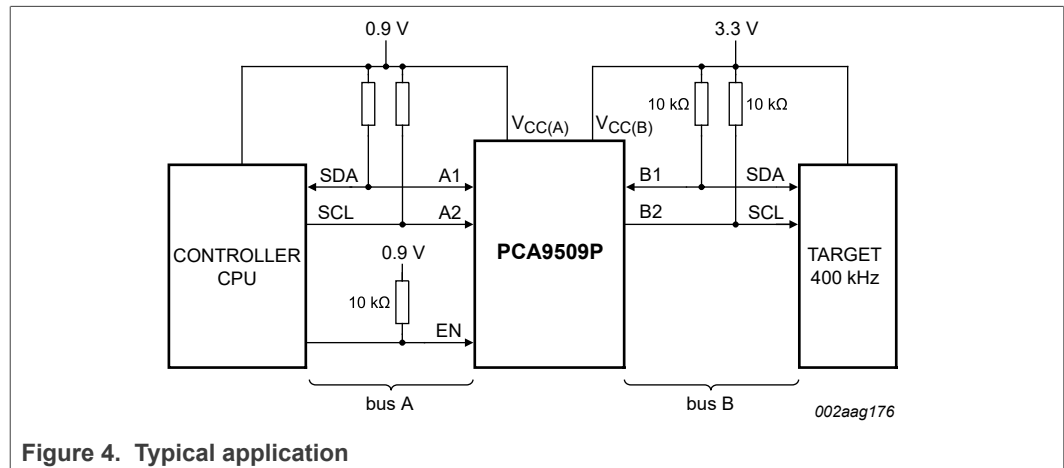 0.9 V
3.3 V
10 kΩ
10 kΩ
VCC(A)
VCC(B)
SDA
A1
B1
SDA
SCL
A2
B2
SCL
CONTROLLER
CPU
0.9 V
PCA9509P
TARGET
400 kHz
10 kΩ
EN
bus A
bus B
002aag176
Figure 4. Typical application